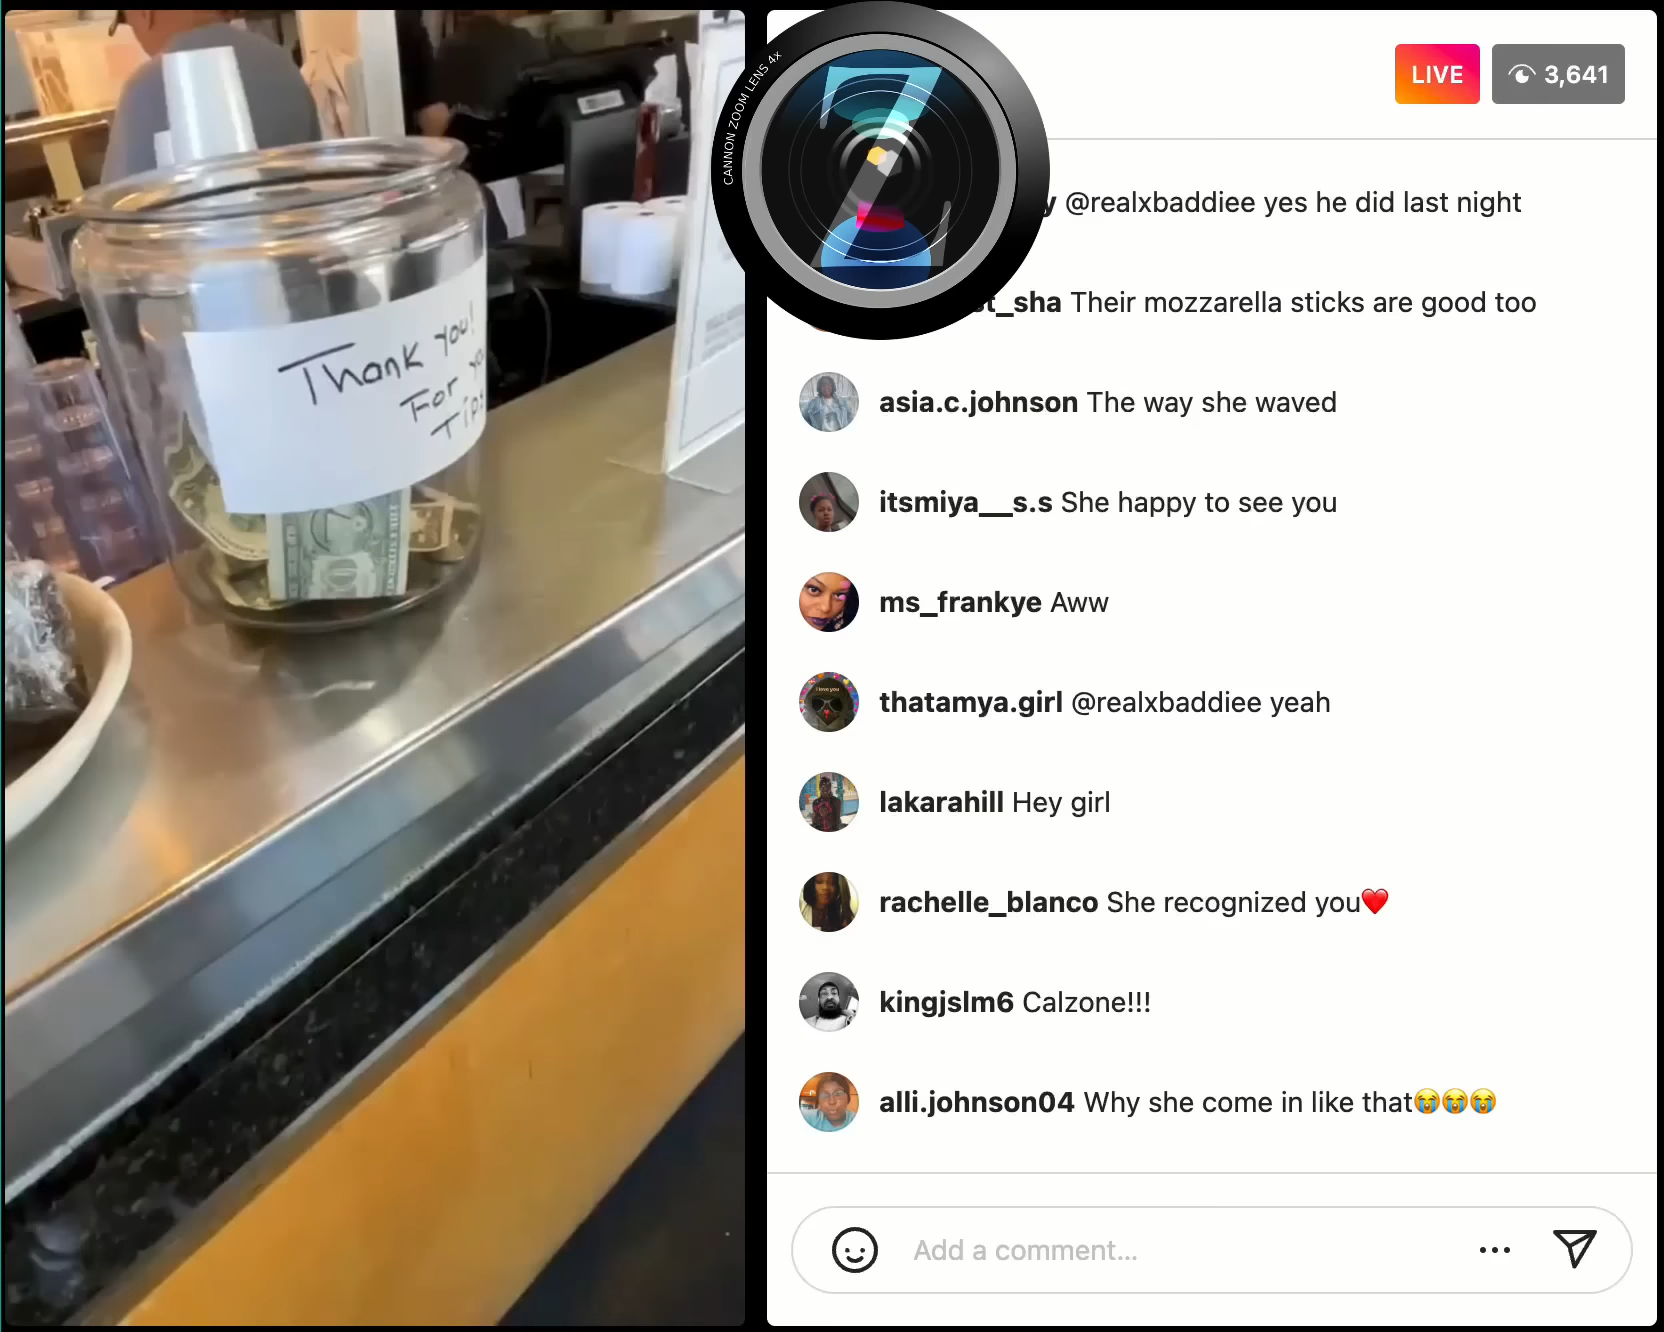 Thank you!
For
Tips
CANNON ZOOM LENS 4x
Z
LIVE
3,641
@realxbaddiee yes he did last night
Their mozzarella sticks are good too
asia.c.johnson The way she waved
itsmiya__s.s She happy to see you
ms_frankye Aww
thatamya.girl @realxbaddiee yeah
lakarahill Hey girl
rachelle_blanco She recognized you❤️
kingjslm6 Calzone!!!
alli.johnson04 Why she come in like that😭😭😭
Add a comment...